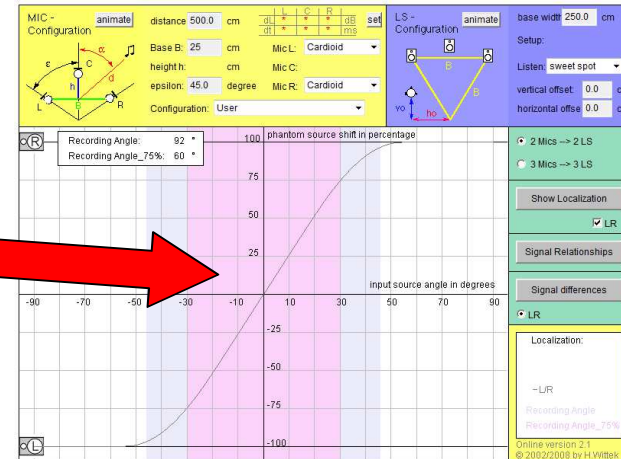 MIC - Configuration
animate
ε
α
C
d
h
L
B
R
distance 500.0 cm
L C R
dL * * * dB
dt * * * ms
set
Base B: 25 cm
Mic L: Cardioid
height h: cm
Mic C:
epsilon: 45.0 degree
Mic R: Cardioid
Configuration: User
LS - Configuration
animate
B
B
vo
ho
base width 250.0 cm
Setup:
Listen: sweet spot
vertical offset: 0.0
horizontal offse 0.0
R
Recording Angle: 92 °
Recording Angle_75%: 60 °
phantom source shift in percentage
100
75
50
25
input source angle in degrees
-90 -70 -50 -30 -10 10 30 50 70 90
-25
-50
-75
-100
L
2 Mics --> 2 LS
3 Mics --> 3 LS
Show Localization
LR
Signal Relationships
Signal differences
LR
Localization:
- L/R
Recording Angle
Recording Angle_75%
Online version 2.1
© 2002/2008 by H.Wittek